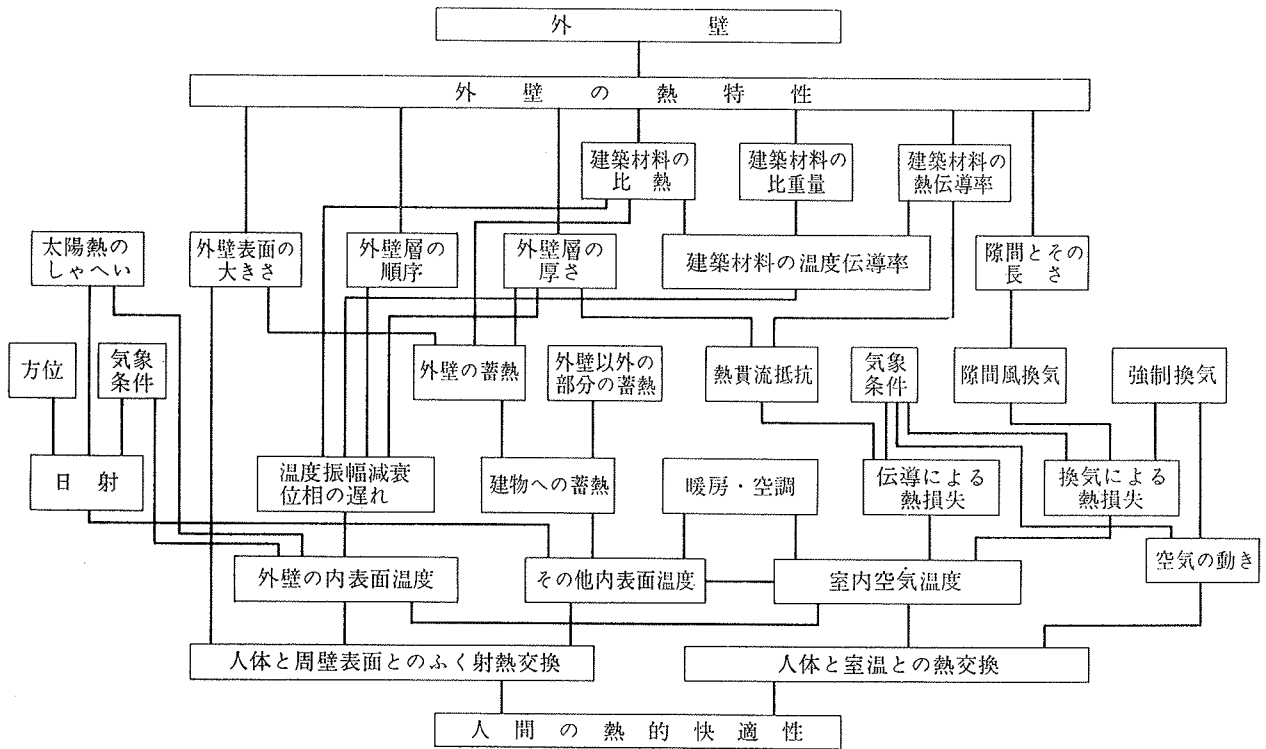 外壁
外壁の熱特性
建築材料の
比熱
建築材料の
比重量
建築材料の
熱伝導率
太陽熱の
しゃへい
外壁表面の
大きさ
外壁層の
順序
外壁層の
厚さ
建築材料の温度伝導率
隙間とその
長さ
方位
気象
条件
外壁の蓄熱
外壁以外の
部分の蓄熱
熱貫流抵抗
気象
条件
隙間風換気
強制換気
日射
温度振幅減衰
位相の遅れ
建物への蓄熱
暖房・空調
伝導による
熱損失
換気による
熱損失
外壁の内表面温度
その他内表面温度
室内空気温度
空気の動き
人体と周壁表面とのふく射熱交換
人体と室温との熱交換
人間の熱的快適性